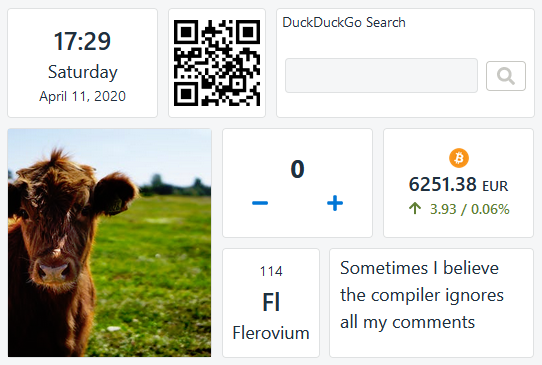 17:29
Saturday
April 11, 2020
DuckDuckGo Search
0
6251.38 EUR
3.93 / 0.06%
114
Fl
Flerovium
Sometimes I believe
the compiler ignores
all my comments